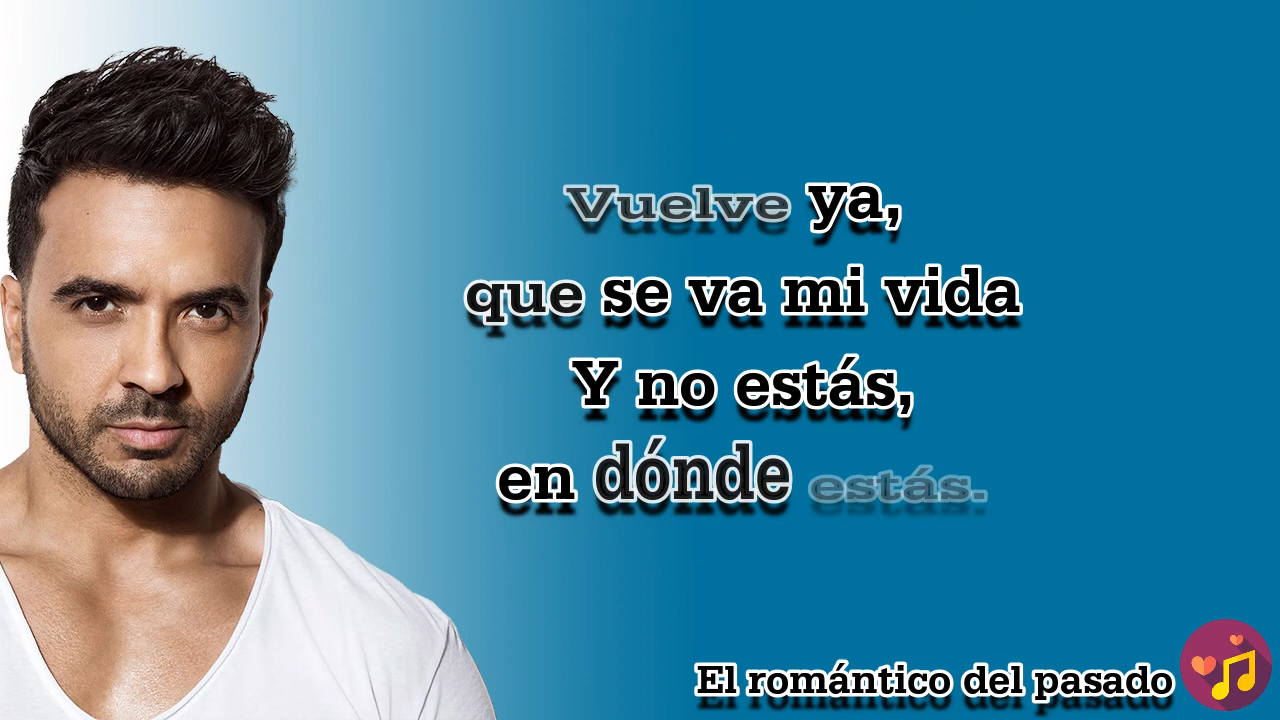 Vuelve ya,
que se va mi vida
Y no estás,
en dónde estás.
El romántico del pasado